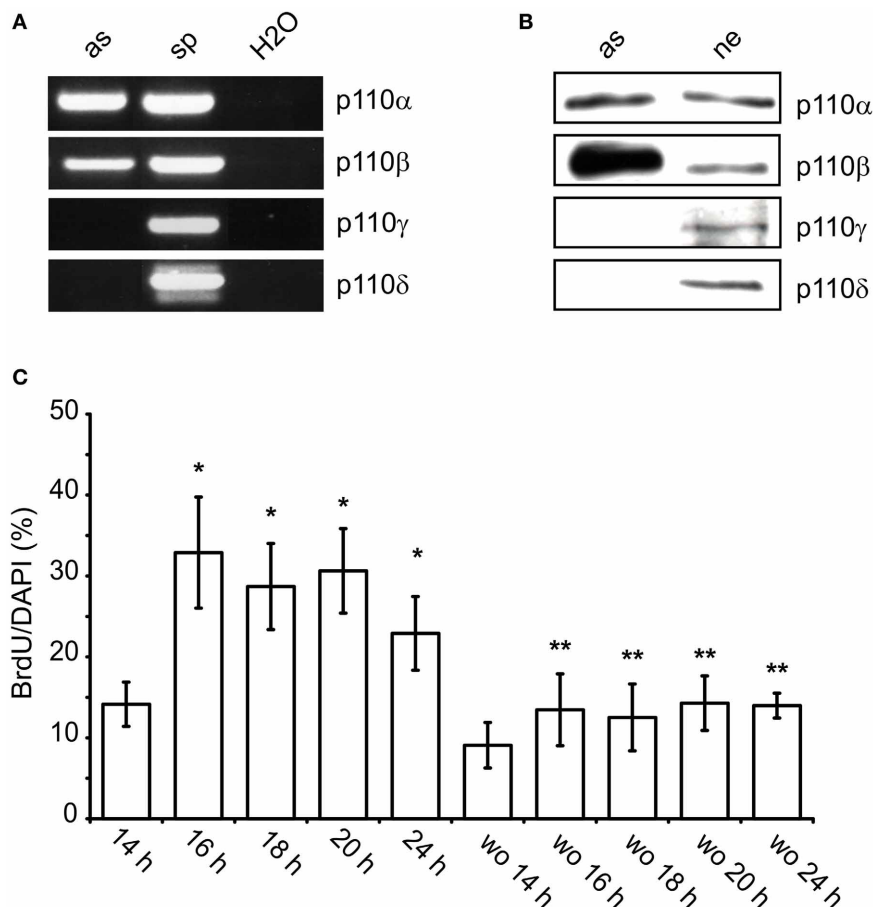 A
as sp H2O
p110α
p110β
p110γ
p110δ
B
as ne
p110α
p110β
p110γ
p110δ
C
BrdU/DAPI (%)
50
40
30
20
10
0
* * * * ** ** ** **
14 h 16 h 18 h 20 h 24 h wo 14 h wo 16 h wo 18 h wo 20 h wo 24 h